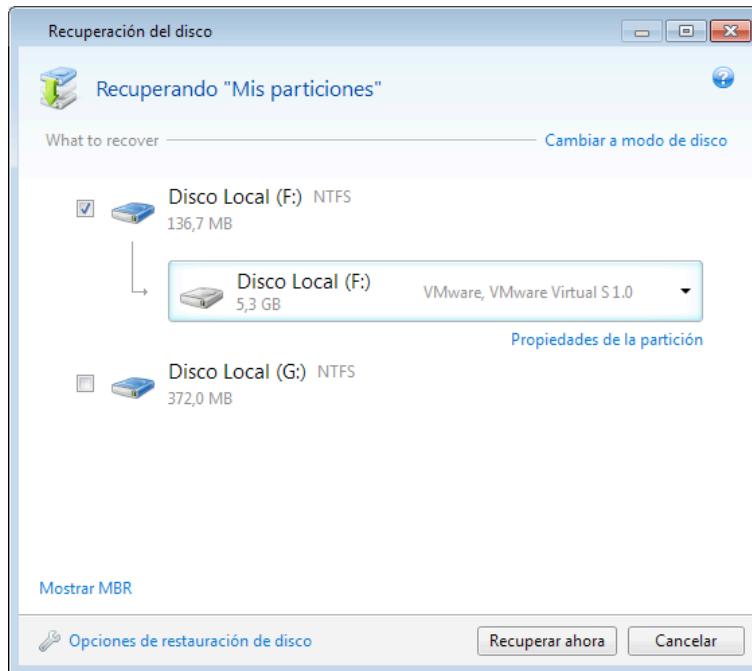 Recuperación del disco
Recuperando "Mis particiones"
What to recover
Cambiar a modo de disco
Disco Local (F:) NTFS
136,7 MB
Disco Local (F:)
5,3 GB
VMware, VMware Virtual S 1.0
Propiedades de la partición
Disco Local (G:) NTFS
372,0 MB
Mostrar MBR
Opciones de restauración de disco
Recuperar ahora
Cancelar